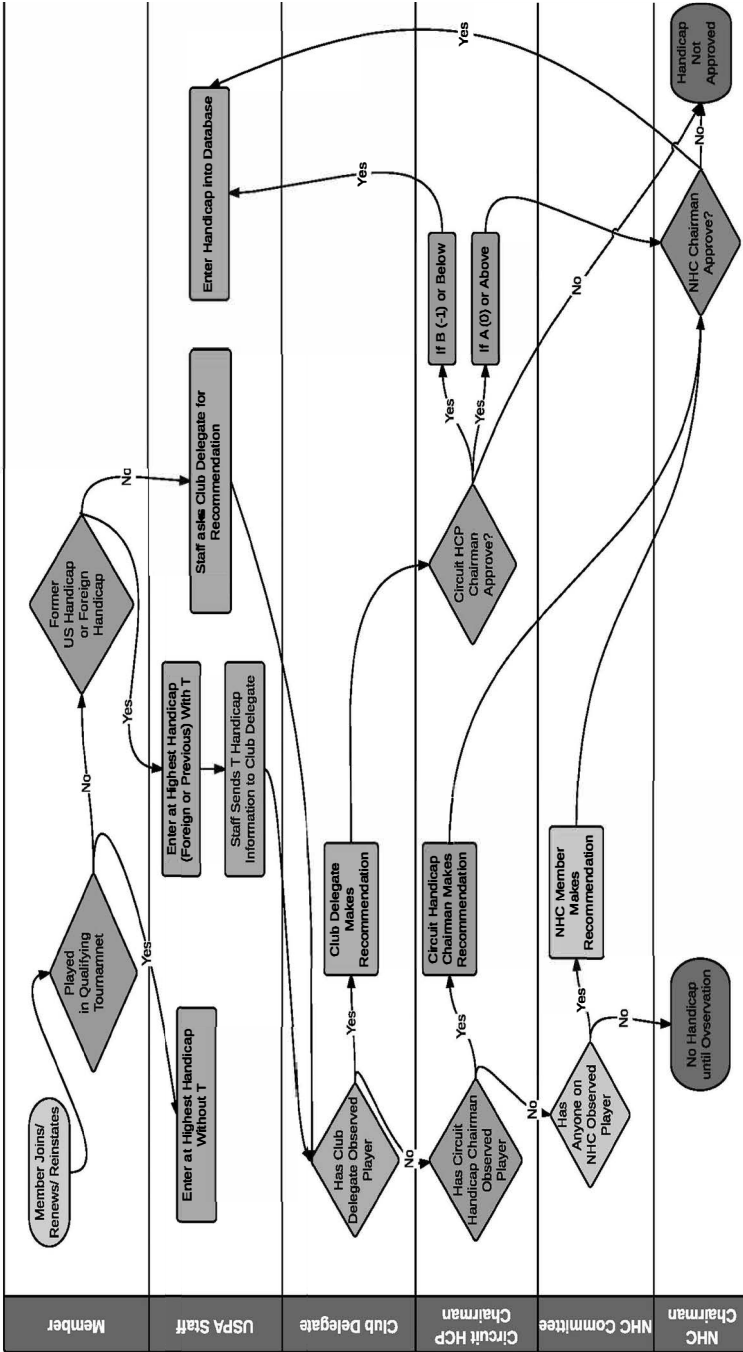 Member
Member Joins/
Renews/ Reinstates
Played
in Qualifying
Tournamnet
No
Yes
Former
US Handicap
or Foreign
Handicap
Yes
No
USPA Staff
Enter at Highest Handicap
Without T
Enter at Highest Handicap
(Foreign or Previous) With T
Staff Sends T Handicap
Information to Club Delegate
Staff asks Club Delegate for
Recommendation
Enter Handicap into Database
Club Delegate
Has Club
Delegate Observed
Player
Yes
No
Club Delegate
Makes
Recommendation
Yes
Yes
Circuit HCP
Chairman
Has Circuit
Handicap Chairman
Observed
Player
Yes
No
Circuit Handicap
Chairman Makes
Recommendation
Circuit HCP
Chairman
Approve?
Yes
Yes
If B (-1) or Below
If A (0) or Above
No
NHC Committee
Has
Anyone on
NHC Observed
Player
Yes
No
NHC Member
Makes
Recommendation
NHC
Chairman
No Handicap
until Ovservation
NHC Chairman
Approve?
No
Handicap
Not
Approved